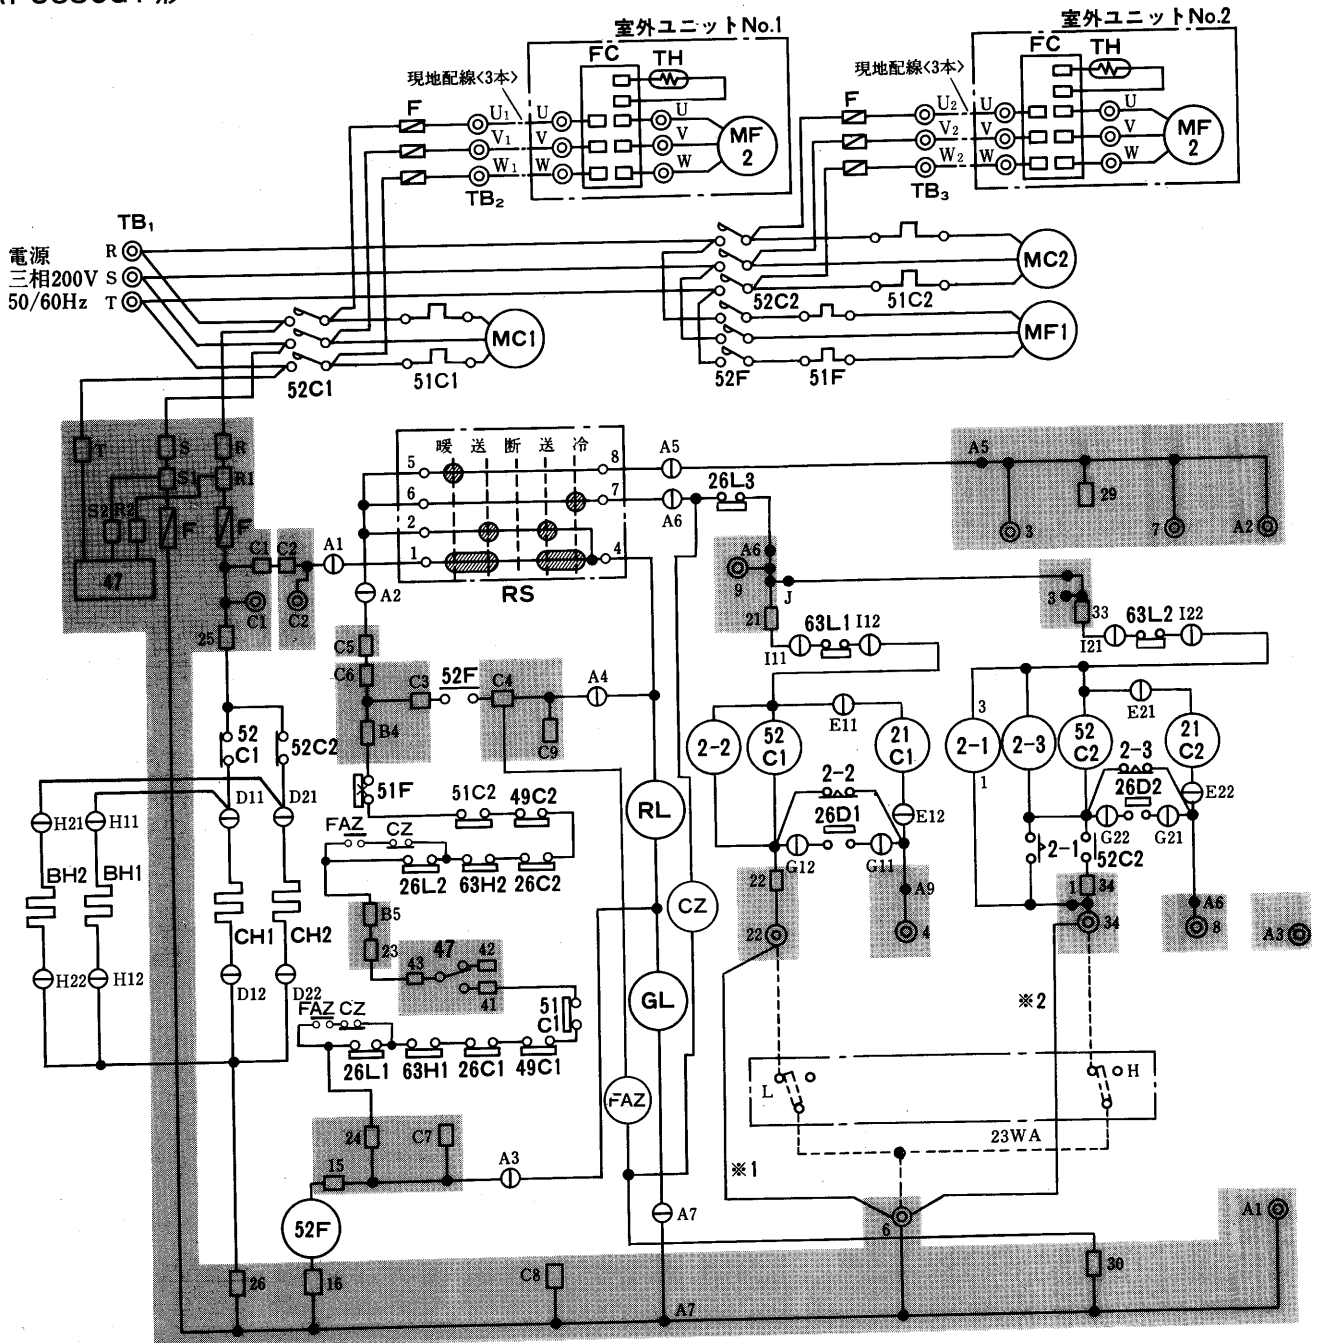 室外ユニットNo.1
室外ユニットNo.2
FC
TH
FC
TH
現地配線<3本>
現地配線<3本>
F
U₁
U
U
F
U₂
U
U
V₁
V
V
MF
2
V₂
V
V
MF
2
W₁
W
W
W₂
W
W
TB₂
TB₃
TB₁
電源
三相200V
50/60Hz
R
S
T
MC2
52C2
51C2
MC1
MF1
52C1
51C1
52F
51F
T
S
R
S1
R1
S2
R2
F
F
47
C1
C2
A1
C1
C2
25
暖 送 断 送 冷
5
8
6
7
2
1
4
RS
A5
A6
26L3
A5
3
29
7
A2
A2
A6
9
J
21
63L1
I12
I11
3
33
63L2
I22
I21
C5
C6
C3
52F
C4
A4
B4
C9
E11
E21
2-2
52
C1
21
C1
3
2-1
1
2-3
52
C2
21
C2
2-3
26D2
E22
2-2
26D1
E12
G12
G11
G22
G21
52
C1
52C2
51F
51C2
49C2
RL
D11
D21
H21
H11
FAZ
CZ
26L2
63H2
26C2
2-1
52C2
BH2
BH1
CH1
CH2
B5
23
CZ
22
22
A9
4
1
34
34
A6
8
A3
43
47
42
41
H22
H12
D12
D22
FAZ
CZ
51
C1
GL
※2
26L1
63H1
26C1
49C1
L
H
FAZ
23WA
24
C7
15
A3
※1
52F
A7
6
A1
26
16
C8
A7
30